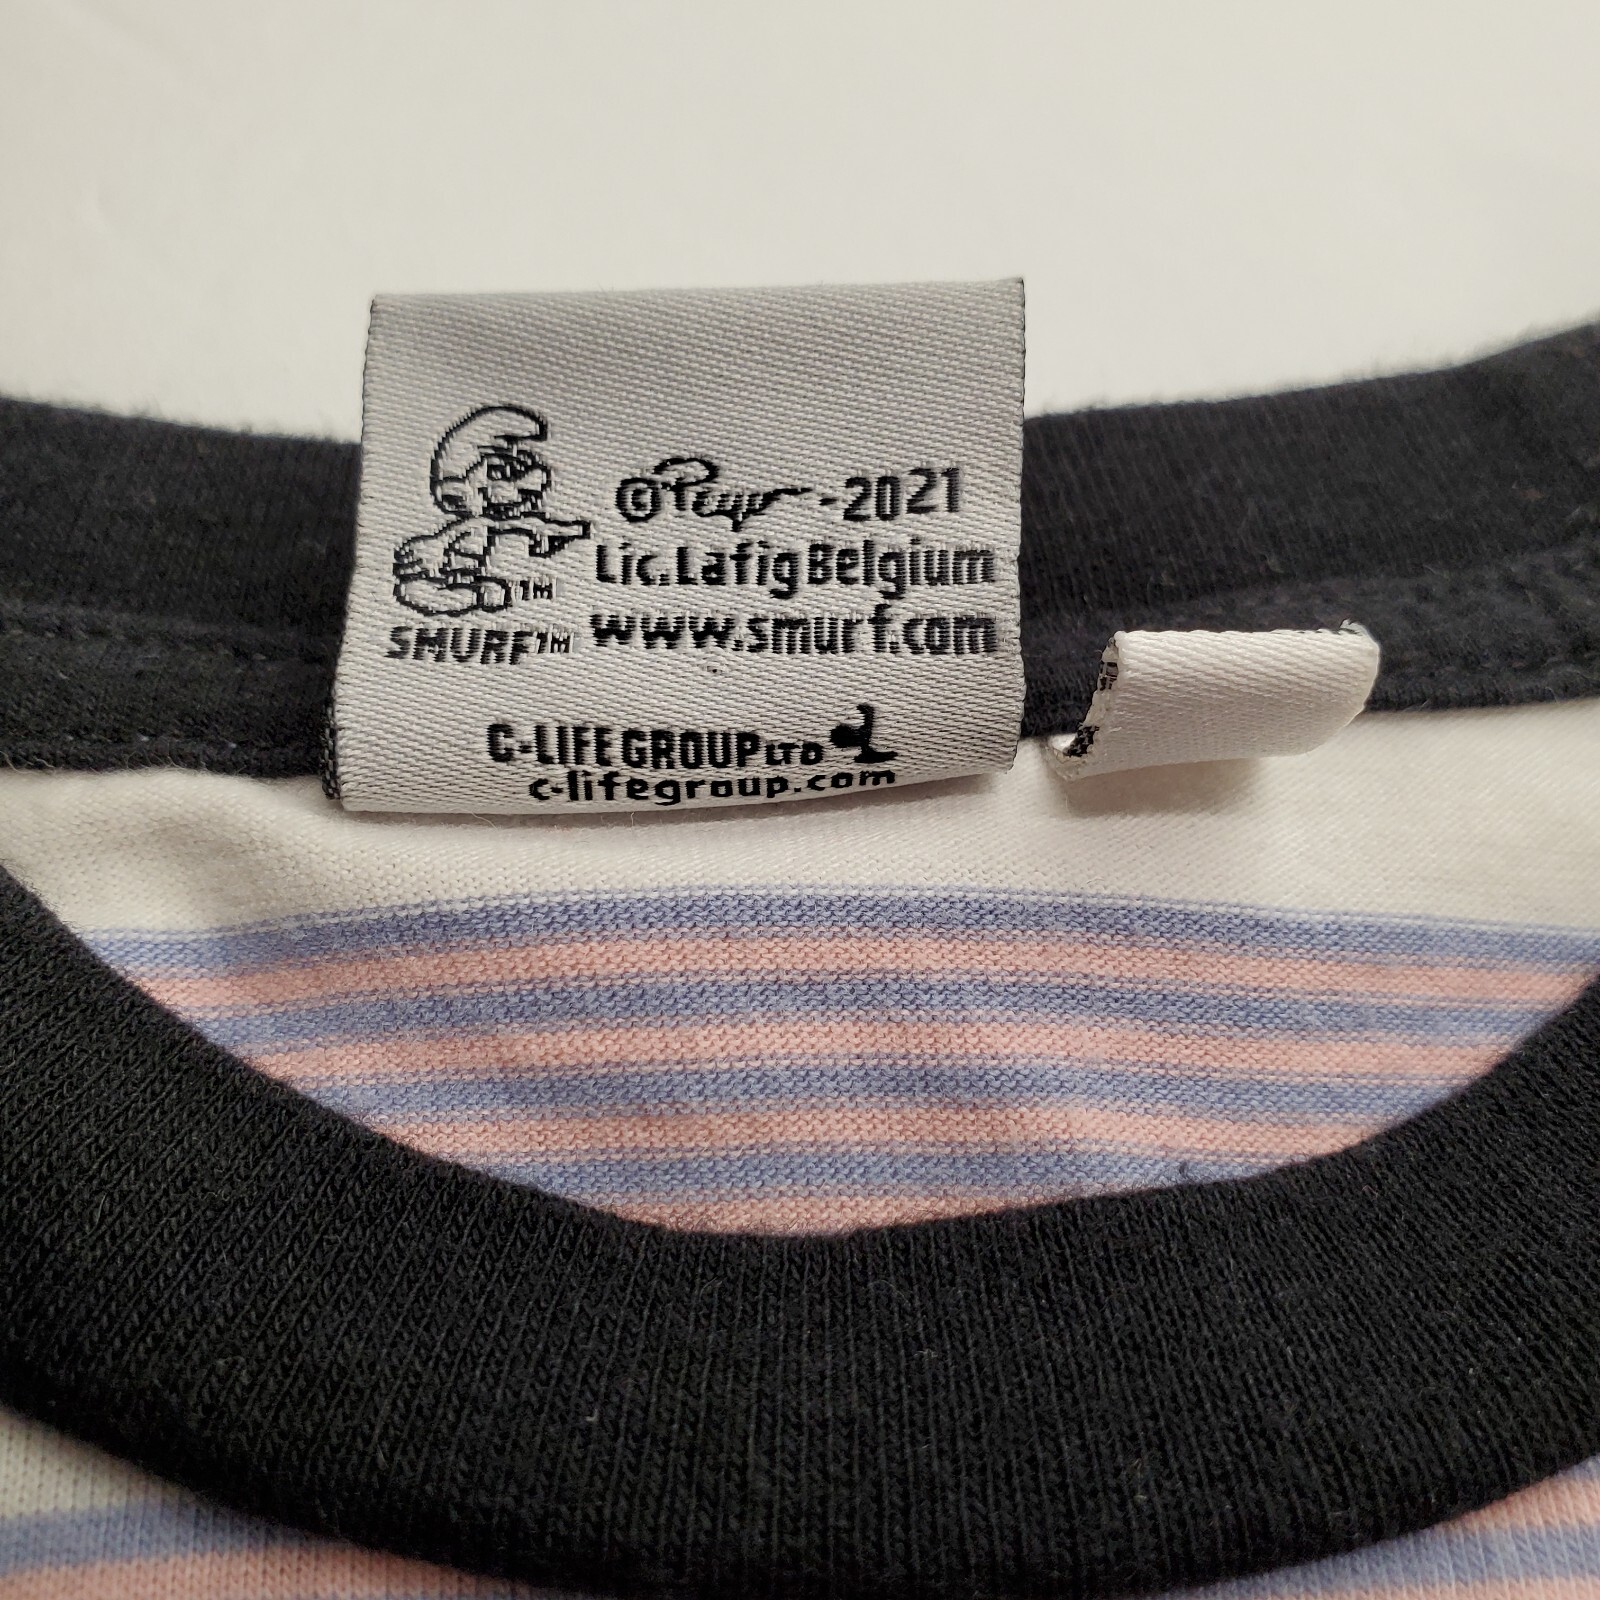 ©Peyo-2021
Lic.Lafig Belgium
www.smurf.com
TM
SMURF™
C-LIFE GROUP LTD
c-lifegroup.com